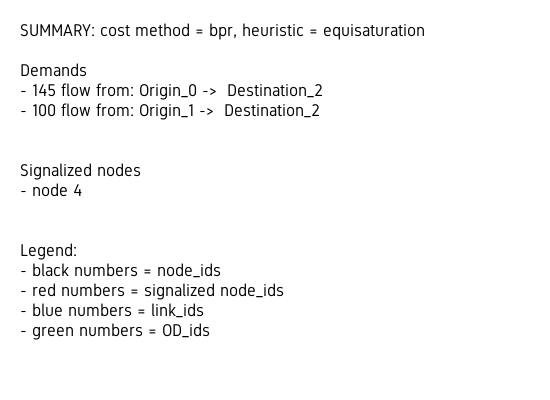 SUMMARY: cost method = bpr, heuristic = equisaturation
Demands
- 145 flow from: Origin_0 -> Destination_2
- 100 flow from: Origin_1 -> Destination_2
Signalized nodes
- node 4
Legend:
- black numbers = node_ids
- red numbers = signalized node_ids
- blue numbers = link_ids
- green numbers = OD_ids